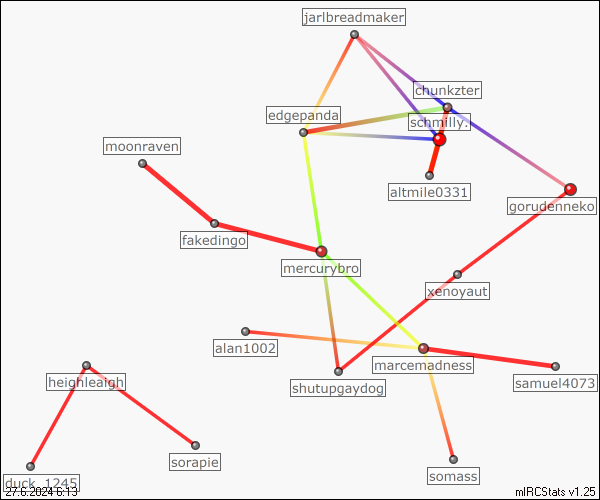 jarlbreadmaker
chunkzter
edgepanda
schmilly.
moonraven
altmile0331
gorudenneko
fakedingo
mercurybro
xenoyaut
alan1002
marcemadness
heighleaigh
shutupgaydog
samuel4073
sorapie
somass
duck_1245
27.6.2024 6:13
mIRCStats v1.25